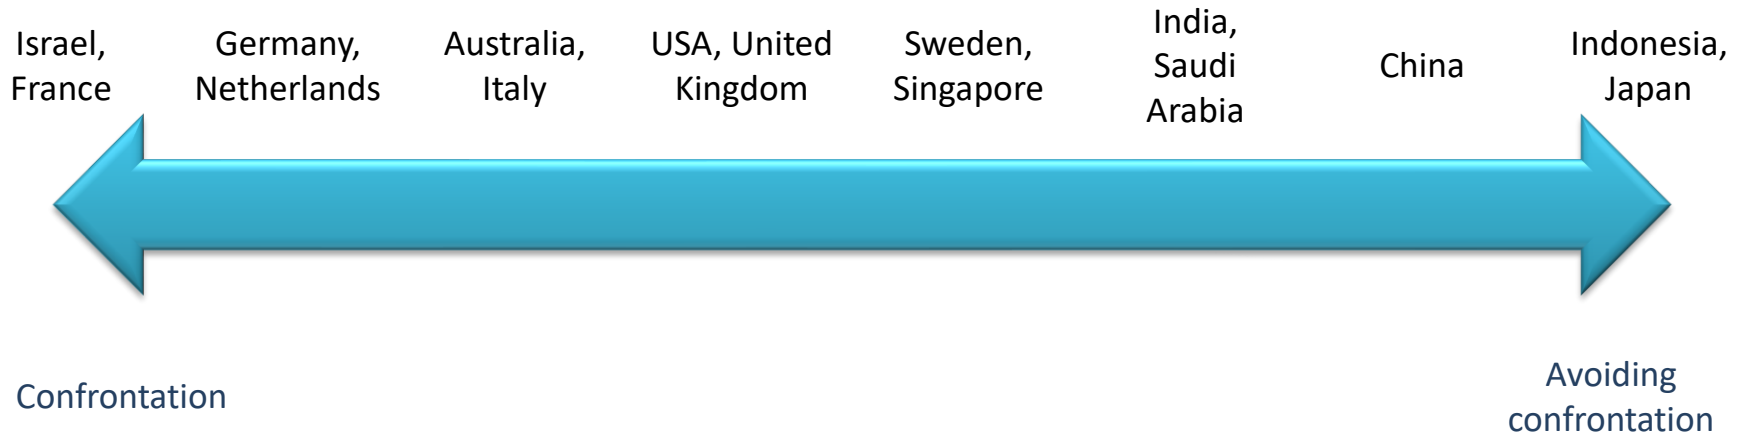 Israel,
France
Germany,
Netherlands
Australia,
Italy
USA, United
Kingdom
Sweden,
Singapore
India,
Saudi
Arabia
China
Indonesia,
Japan
Confrontation
Avoiding
confrontation